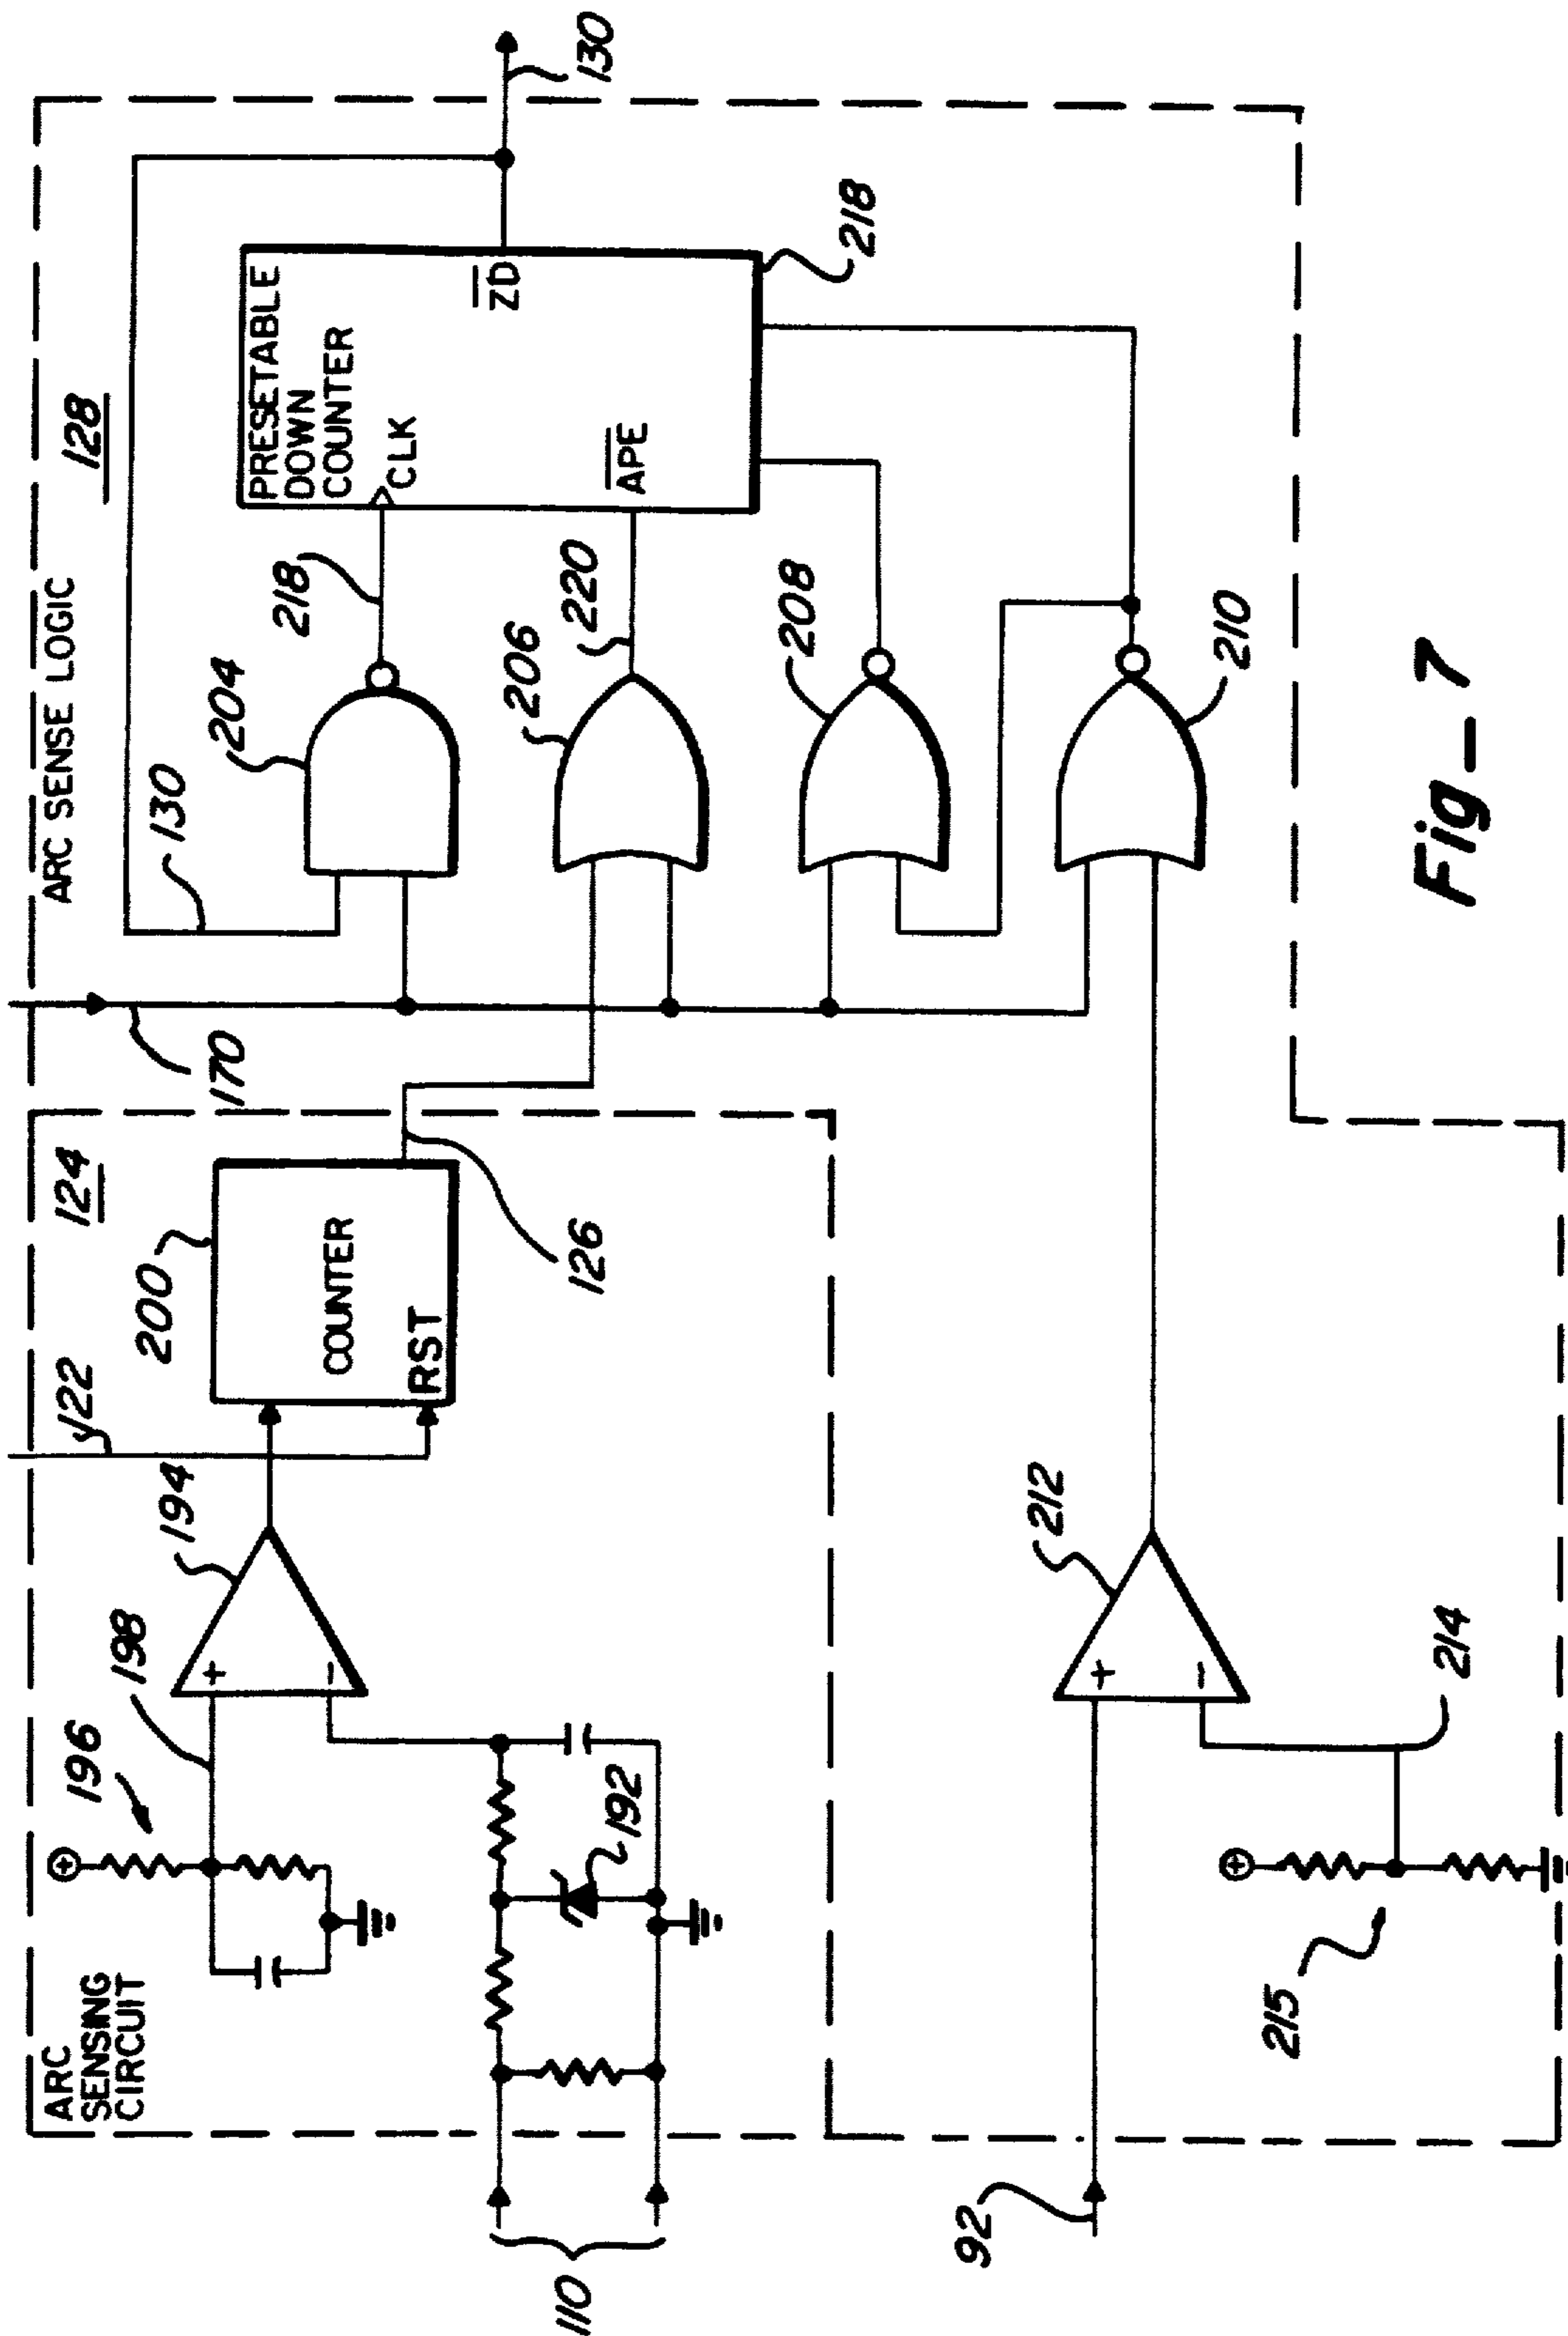 ARC SENSE LOGIC
128
130
ARC
SENSING
CIRCUIT
124
196
198
194
122
200
COUNTER
RST
126
170
130
204
218
PRESETABLE
DOWN
COUNTER
CLK
APE
ZD
218
206
220
208
210
192
110
92
212
214
215
Fig_7